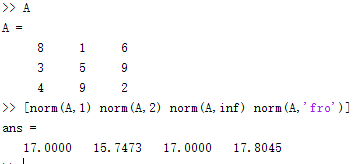 >> A
A =
8 1 6
3 5 9
4 9 2
>> [norm(A,1) norm(A,2) norm(A,inf) norm(A,'fro')]
ans =
17.0000 15.7473 17.0000 17.8045